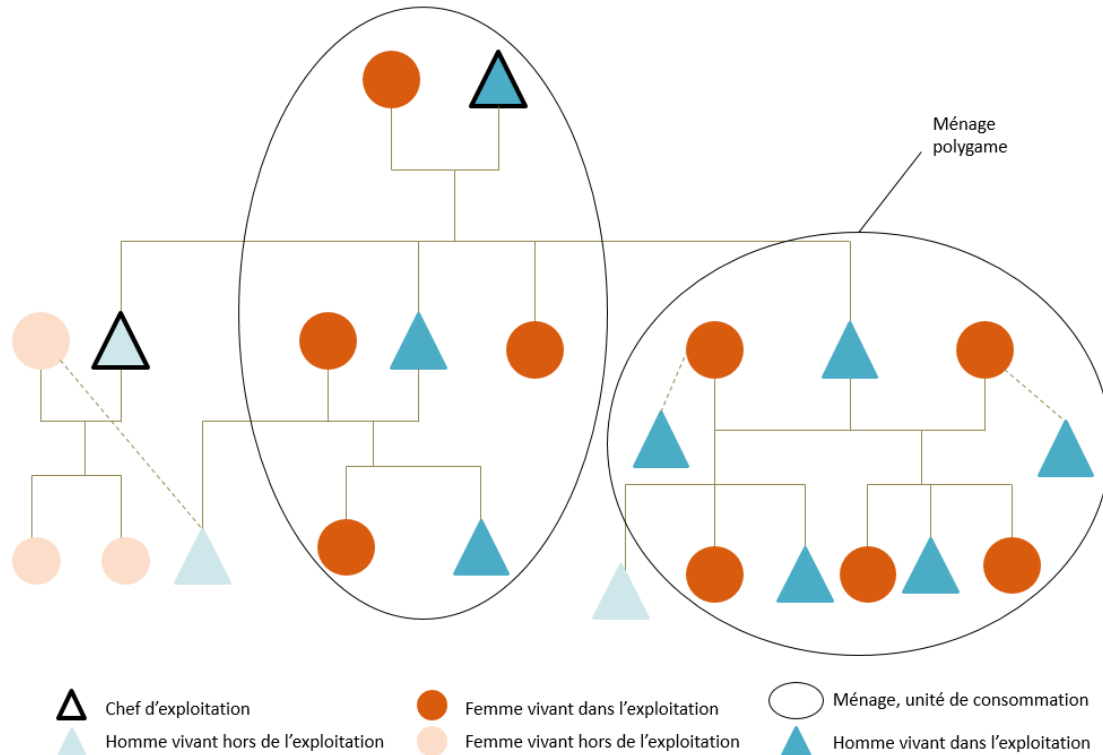 Ménage
polygame
Chef d'exploitation
Femme vivant dans l'exploitation
Ménage, unité de consommation
Homme vivant hors de l'exploitation
Femme vivant hors de l'exploitation
Homme vivant dans l'exploitation